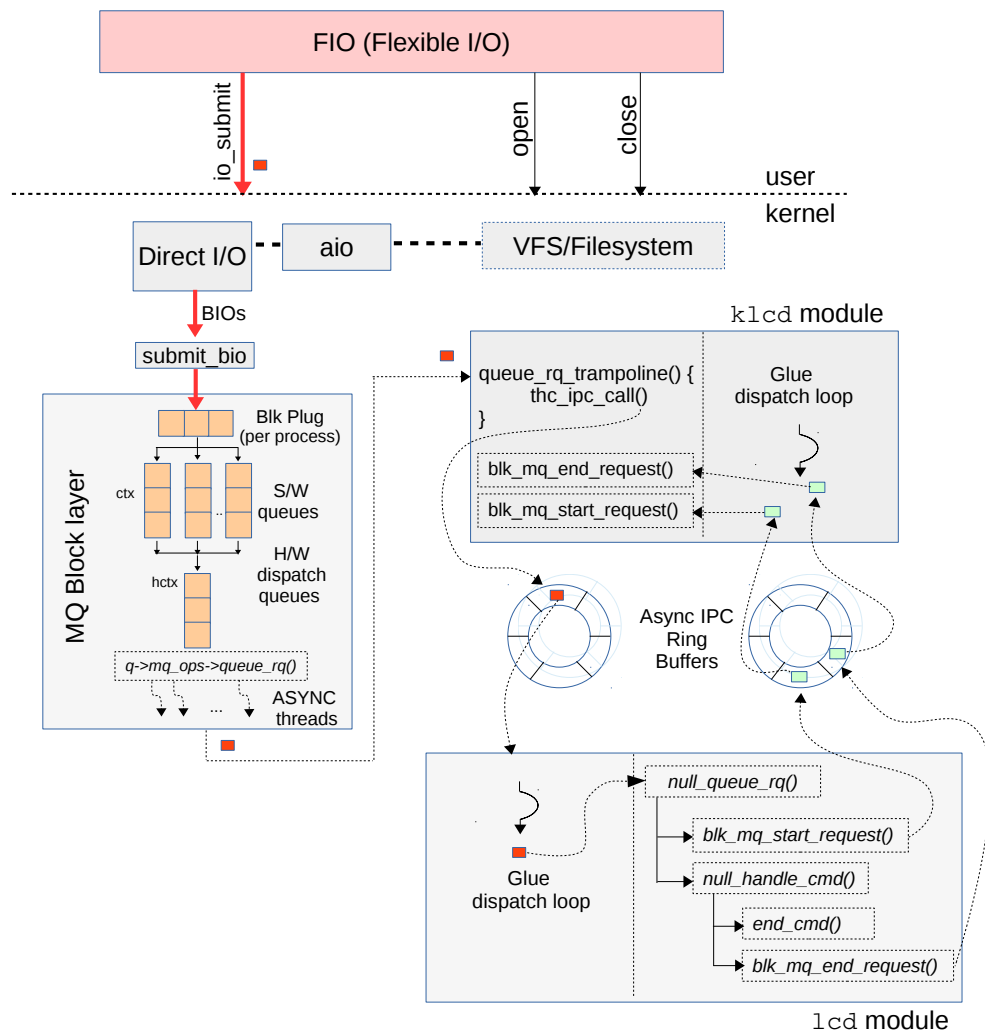 FIO (Flexible I/O)
io_submit
open
close
user
kernel
Direct I/O
aio
VFS/Filesystem
BIOs
submit_bio
MQ Block layer
Blk Plug
(per process)
ctx
..
S/W
queues
H/W
dispatch
queues
hctx
q->mq_ops->queue_rq()
...
ASYNC
threads
klcd module
queue_rq_trampoline() {
thc_ipc_call()
}
blk_mq_end_request()
blk_mq_start_request()
Glue
dispatch loop
Async IPC
Ring
Buffers
Glue
dispatch loop
null_queue_rq()
blk_mq_start_request()
null_handle_cmd()
end_cmd()
blk_mq_end_request()
lcd module